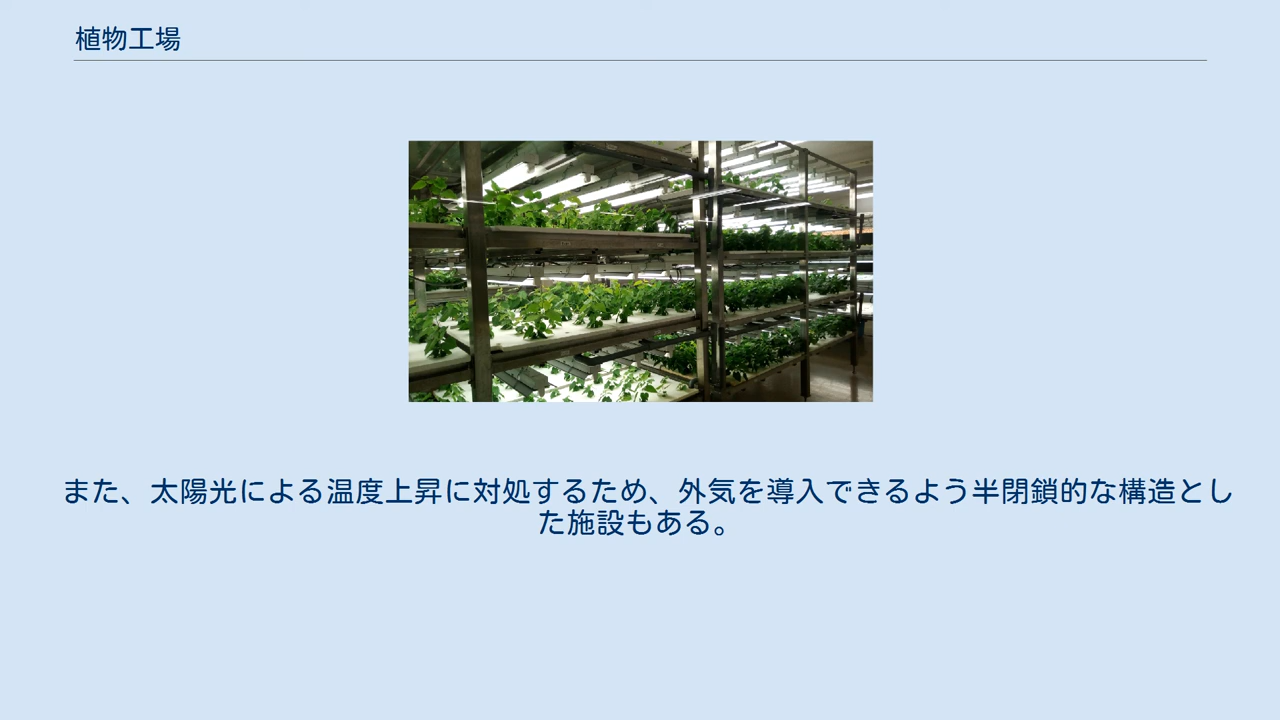 植物工場
また、太陽光による温度上昇に対処するため、外気を導入できるよう半閉鎖的な構造とし
た施設もある。